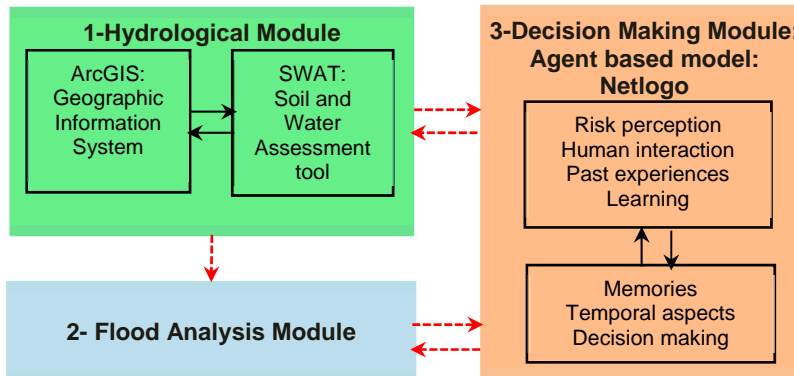 1-Hydrological Module
ArcGIS:
Geographic
Information
System
SWAT:
Soil and
Water
Assessment
tool
2- Flood Analysis Module
3-Decision Making Module:
Agent based model:
Netlogo
Risk perception
Human interaction
Past experiences
Learning
Memories
Temporal aspects
Decision making